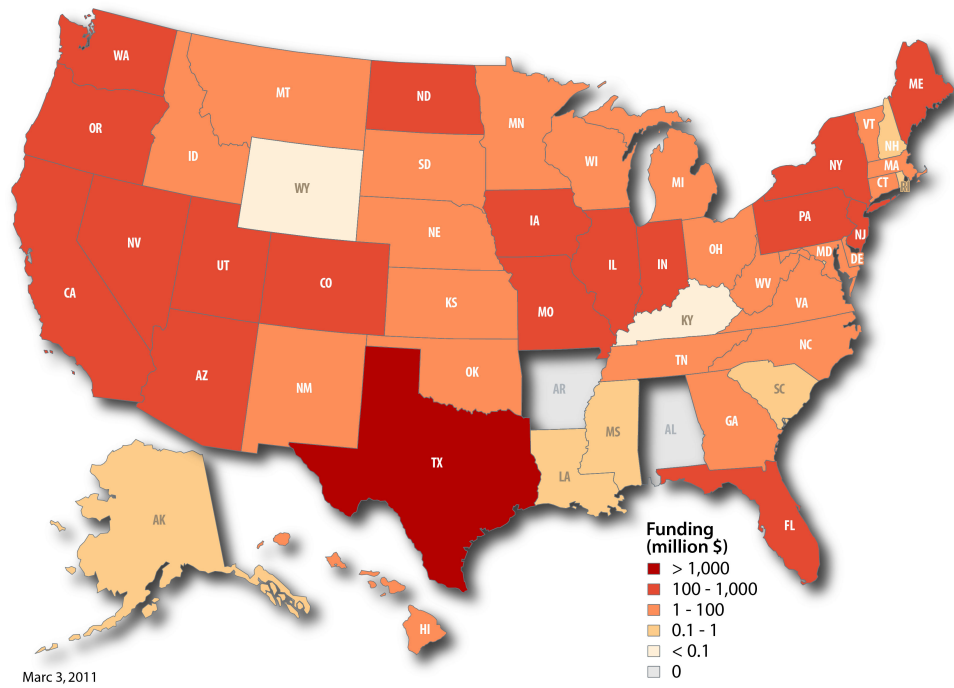 WA
ME
MT
ND
VT
MN
OR
NH
ID
WI
NY
MA
SD
CT
RI
MI
WY
PA
IA
NE
NJ
NV
OH
MD
DE
UT
IL
IN
CO
WV
CA
KS
VA
MO
KY
NC
TN
AZ
OK
NM
AR
SC
GA
MS
AL
TX
LA
AK
FL
HI
Funding
(million $)
> 1,000
100 - 1,000
1 - 100
0.1 - 1
< 0.1
0
Marc 3, 2011